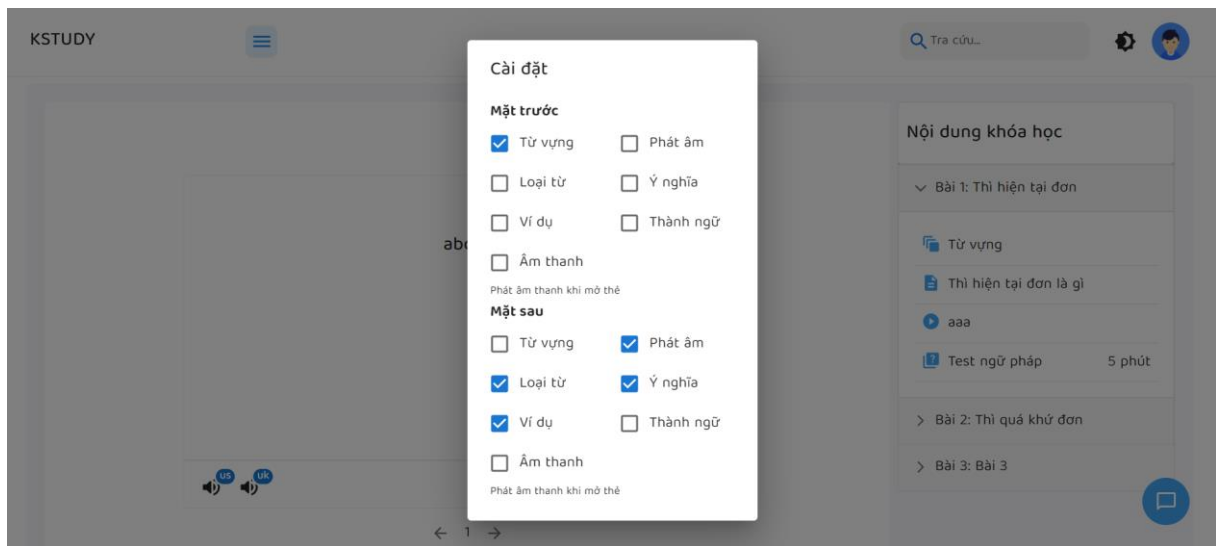 KSTUDY
Tra cứu...
Cài đặt
Mặt trước
Từ vựng Phát âm
Loại từ Ý nghĩa
Ví dụ Thành ngữ
Âm thanh
Phát âm thanh khi mở thẻ
Mặt sau
Từ vựng Phát âm
Loại từ Ý nghĩa
Ví dụ Thành ngữ
Âm thanh
Phát âm thanh khi mở thẻ
us uk
1
Nội dung khóa học
Bài 1: Thì hiện tại đơn
Từ vựng
Thì hiện tại đơn là gì
aaa
Test ngữ pháp 5 phút
Bài 2: Thì quá khứ đơn
Bài 3: Bài 3